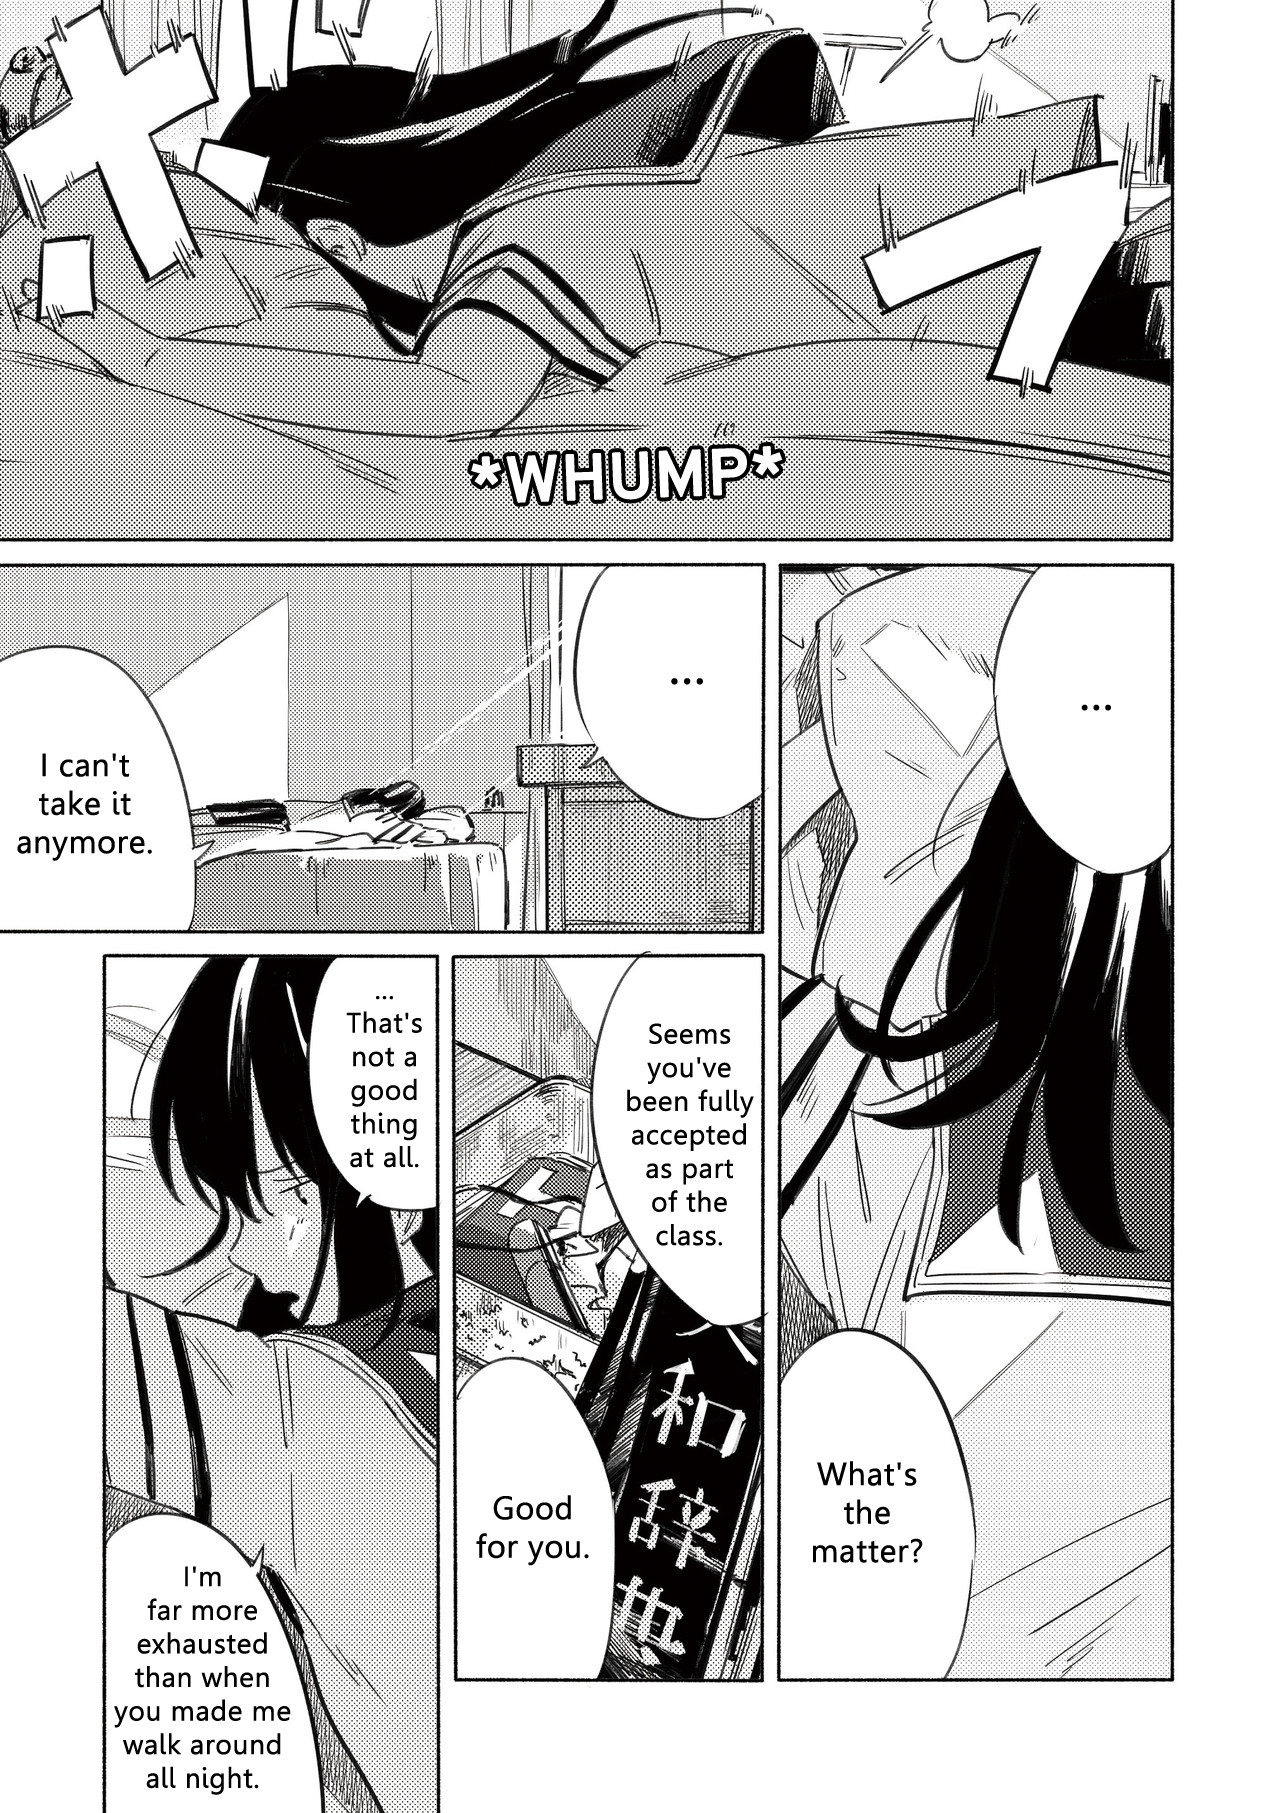 ボフ
*WHUMP*
...
What's
the
matter?
...
I can't
take it
anymore.
Seems
you've
been fully
accepted
as part
of the
class.
和辞典
Good
for you.
...
That's
not a
good
thing
at all.
I'm
far more
exhausted
than when
you made me
walk around
all night.